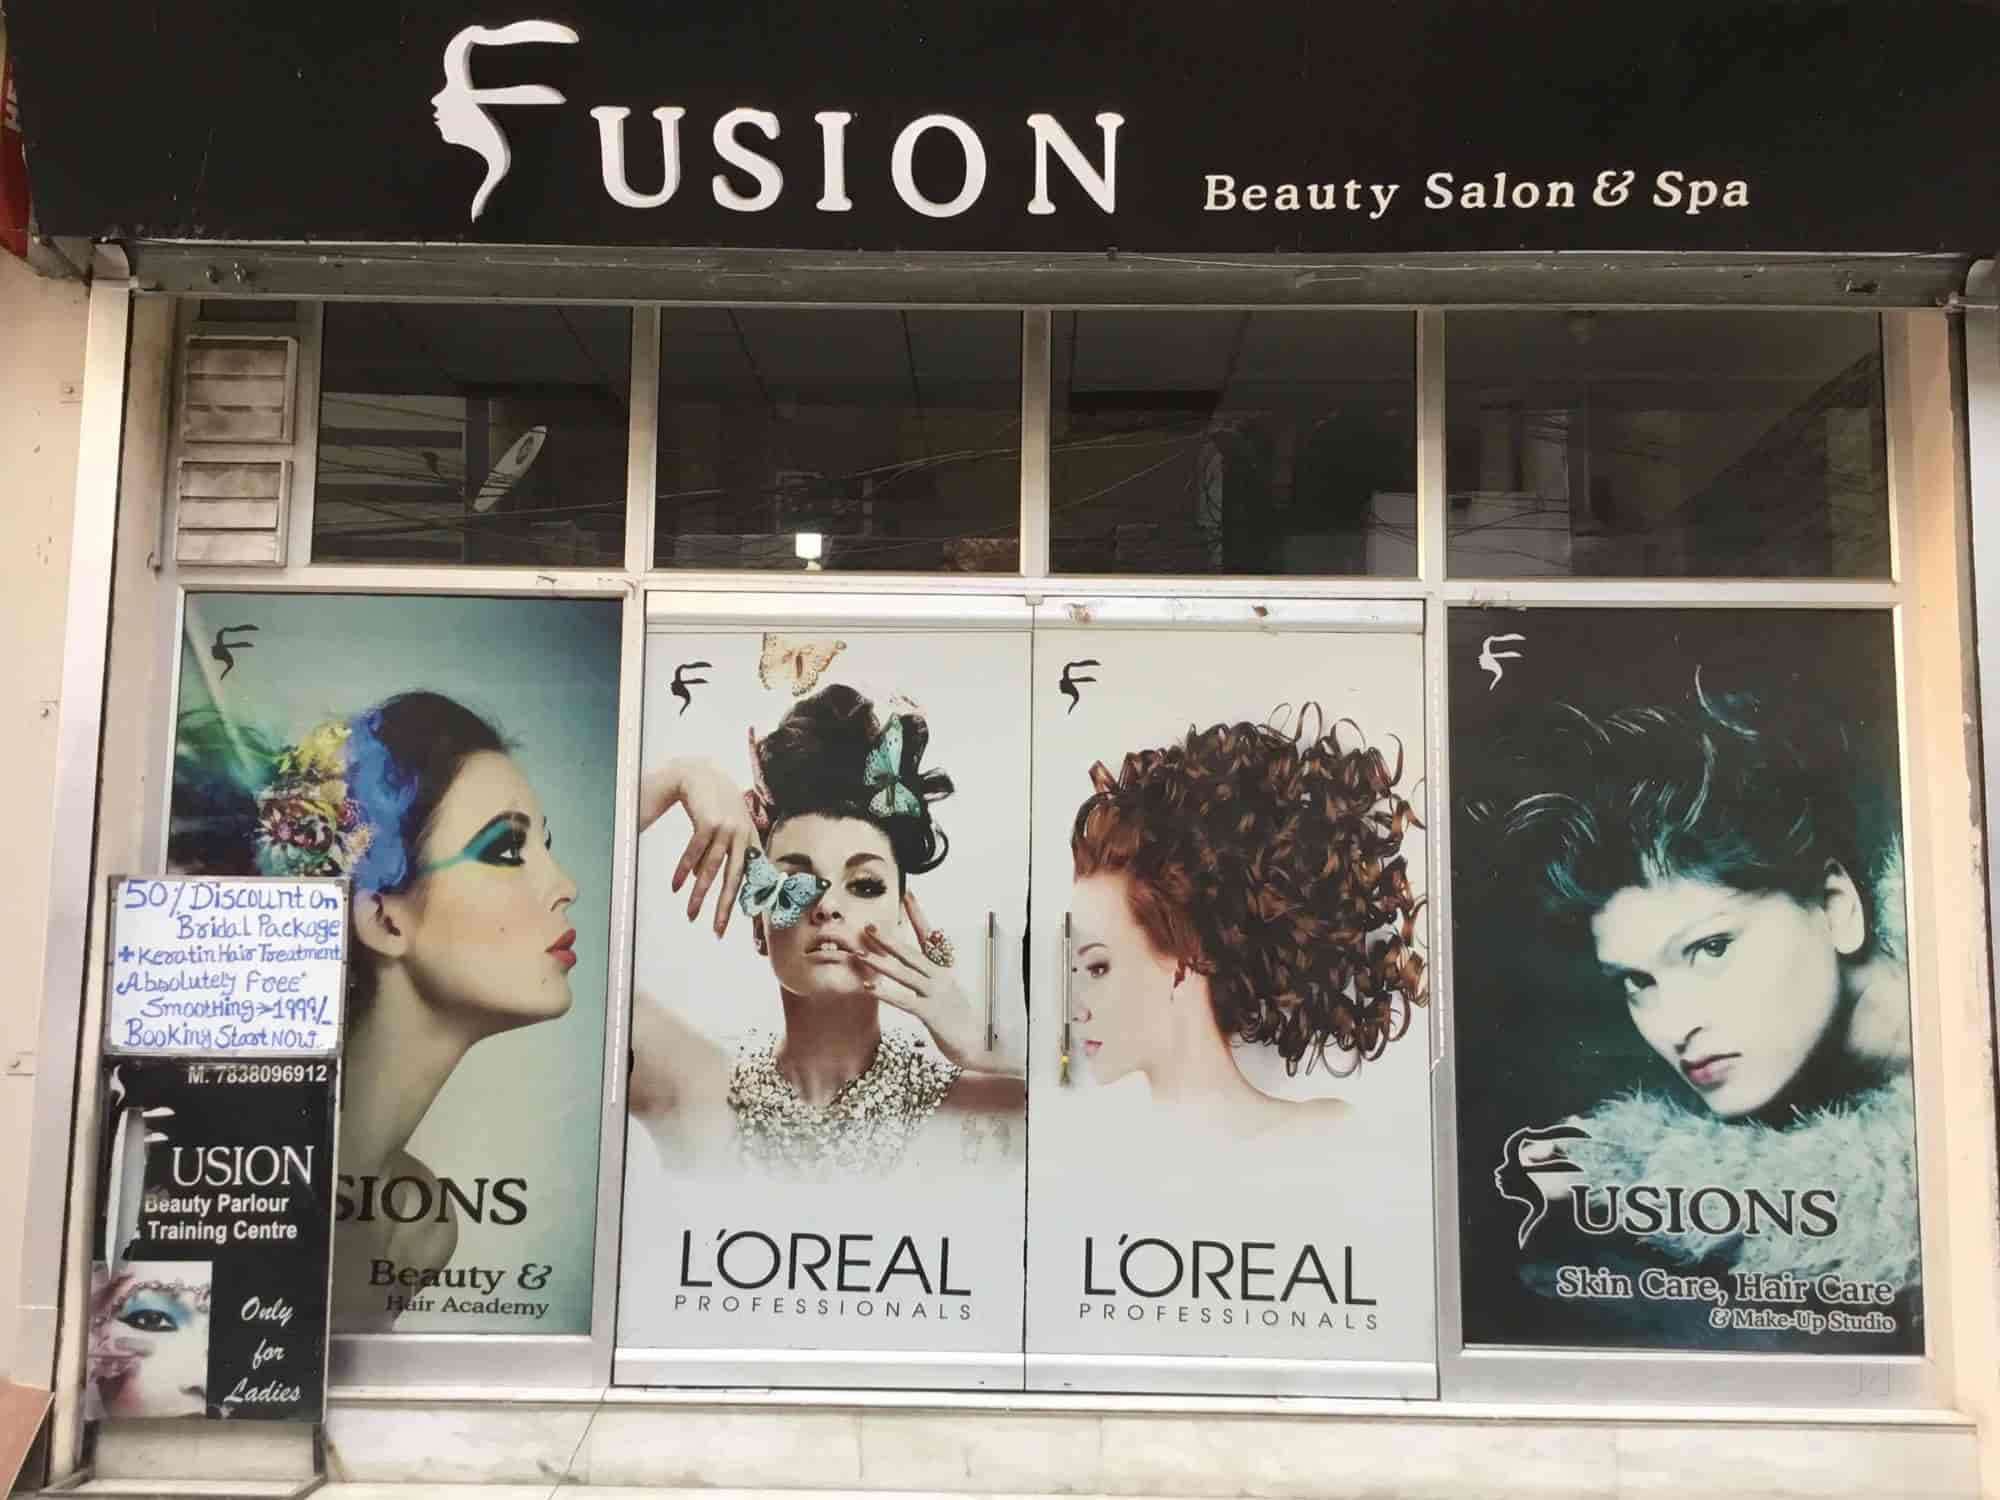 FUSION
Beauty Salon & Spa
50% Discount On
Bridal Package
+ Keratin Hair Treatment
Absolutely Free*
Smoothing > 1999/-
Booking Start NOW
M. 7838096912
FUSION
Beauty Parlour
& Training Centre
Only
for
Ladies
SIONS
Beauty &
Hair Academy
L'OREAL
PROFESSIONALS
L'OREAL
PROFESSIONALS
FUSIONS
Skin Care, Hair Care
& Make-Up Studio